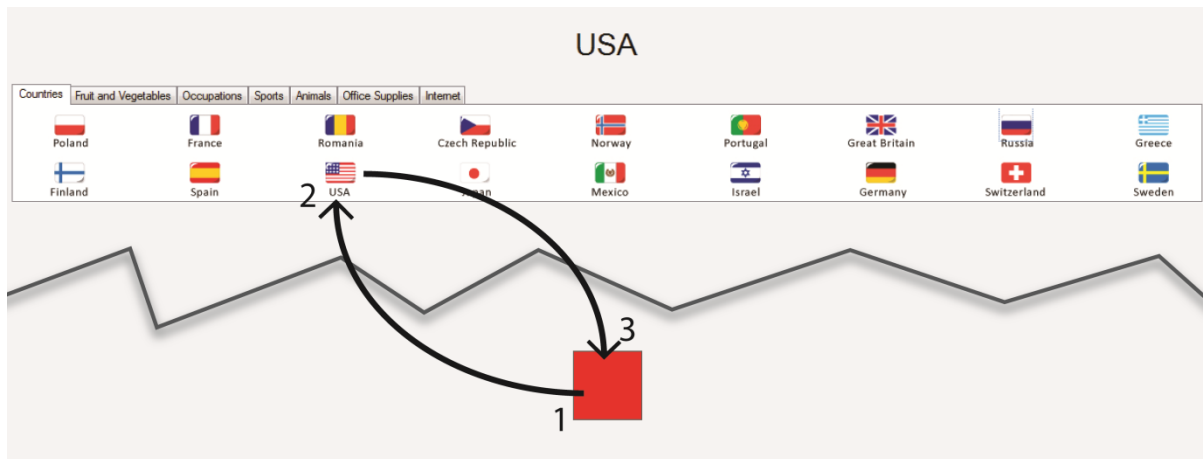 USA
Countries Fruit and Vegetables Occupations Sports Animals Office Supplies Internet
Poland France Romania Czech Republic Norway Portugal Great Britain Russia Greece
Finland Spain USA Japan Mexico Israel Germany Switzerland Sweden
2
3
1